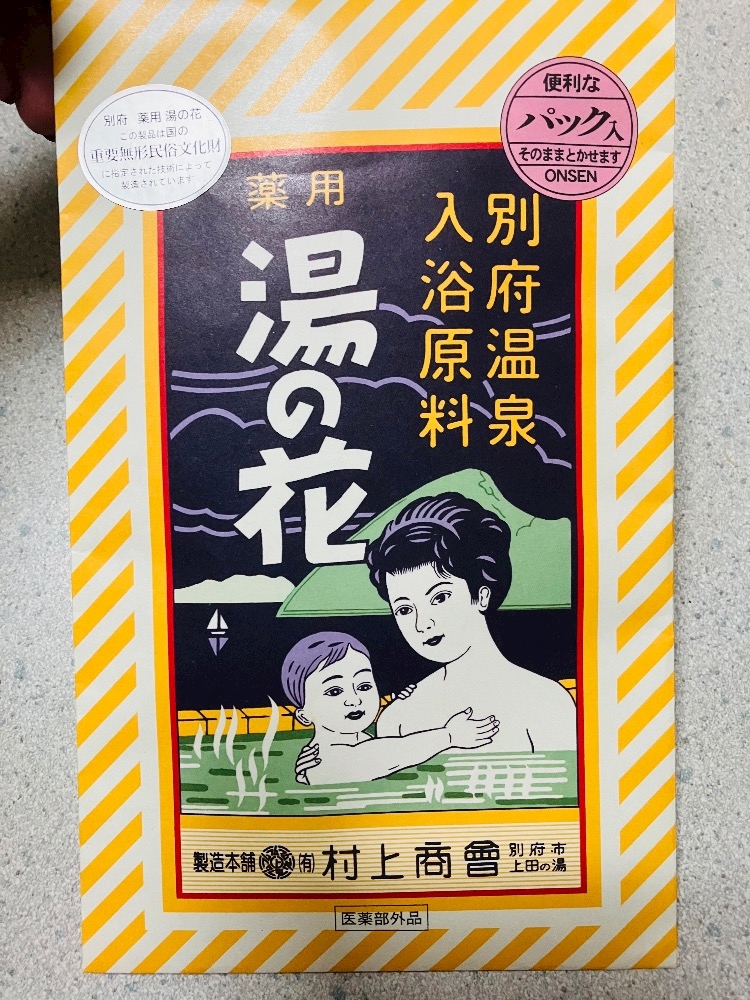 別府 薬用 湯の花
この製品は国の
重要無形民俗文化財
に指定された技術によって
製造されています
便利な
パック入
そのままとかせます
ONSEN
薬用
湯の花
別府温泉
入浴原料
製造本舗 (有) 村上商會 別府市
上田の湯
医薬部外品